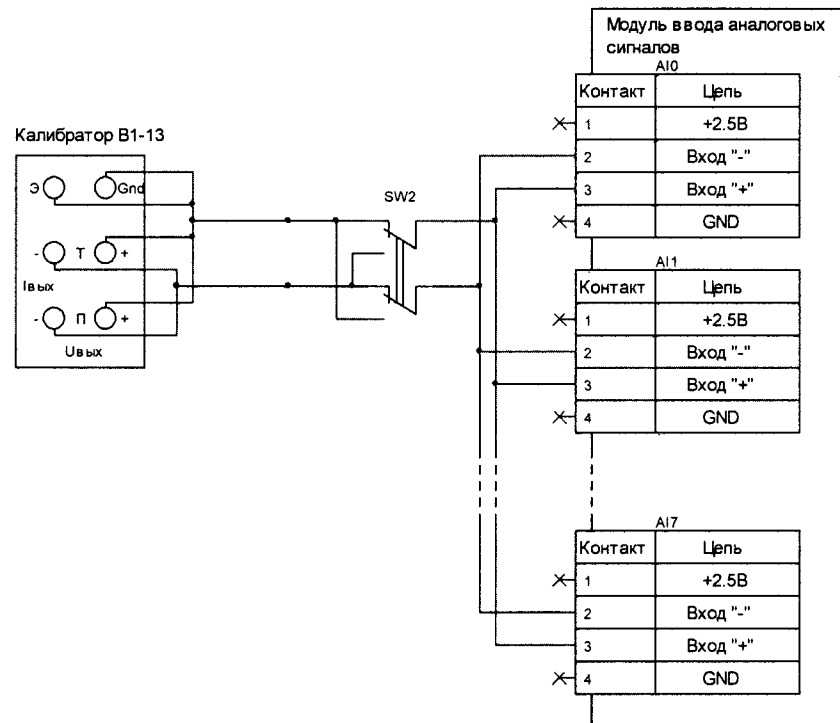 Модуль ввода аналоговых
сигналов
AI0
Контакт Цепь
1 +2.5В
2 Вход "-"
3 Вход "+"
4 GND
Калибратор В1-13
Э Gnd
- Т +
Iвых
- П +
Uвых
SW2
AI1
Контакт Цепь
1 +2.5В
2 Вход "-"
3 Вход "+"
4 GND
AI7
Контакт Цепь
1 +2.5В
2 Вход "-"
3 Вход "+"
4 GND